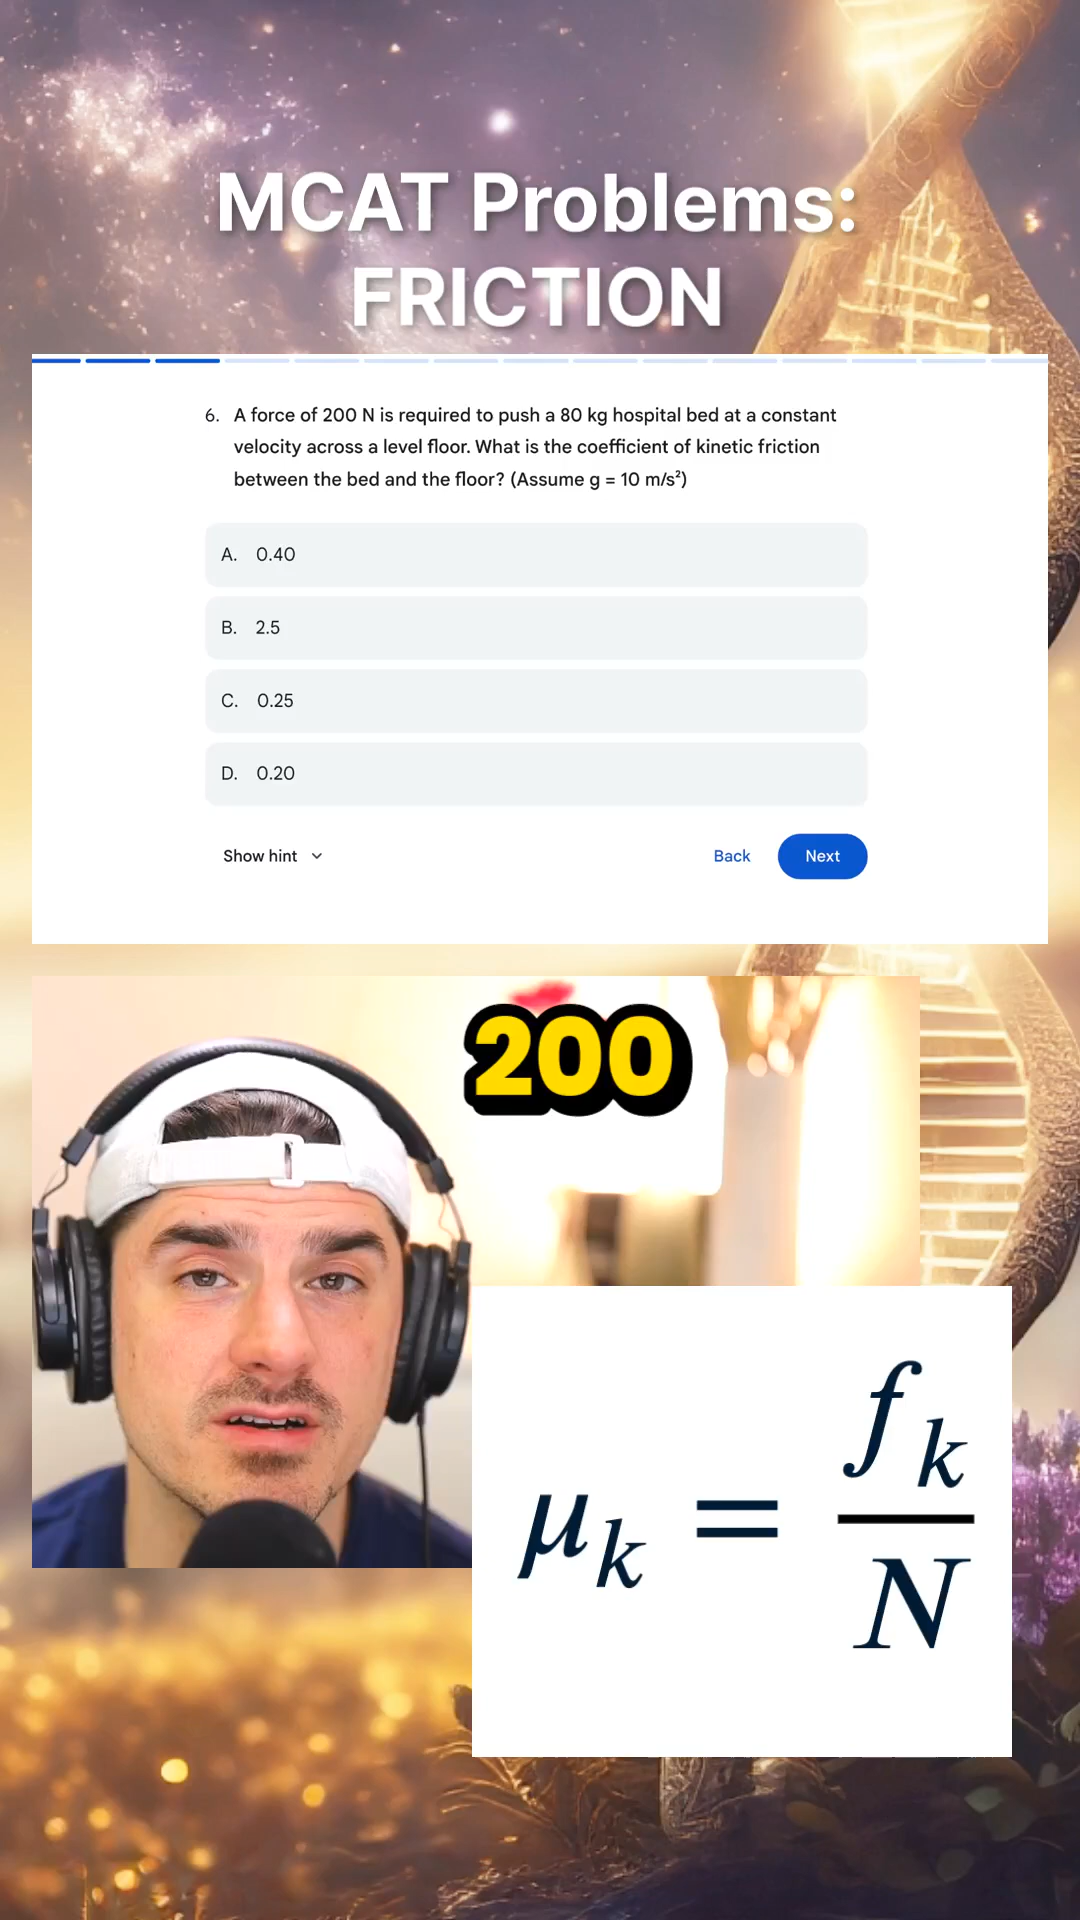 MCAT Problems:
FRICTION
6. A force of 200 N is required to push a 80 kg hospital bed at a constant
velocity across a level floor. What is the coefficient of kinetic friction
between the bed and the floor? (Assume g = 10 m/s²)
A. 0.40
B. 2.5
C. 0.25
D. 0.20
Show hint
Back
Next
200
μk = fk / N